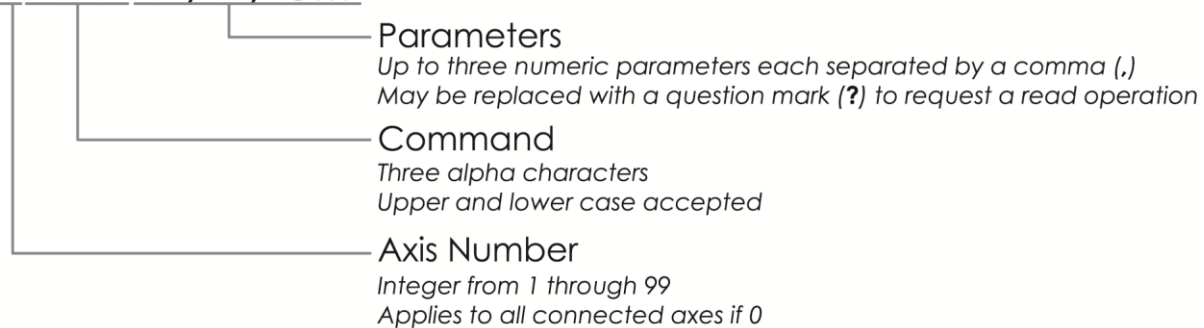 Parameters
Up to three numeric parameters each separated by a comma (,)
May be replaced with a question mark (?) to request a read operation
Command
Three alpha characters
Upper and lower case accepted
Axis Number
Integer from 1 through 99
Applies to all connected axes if 0